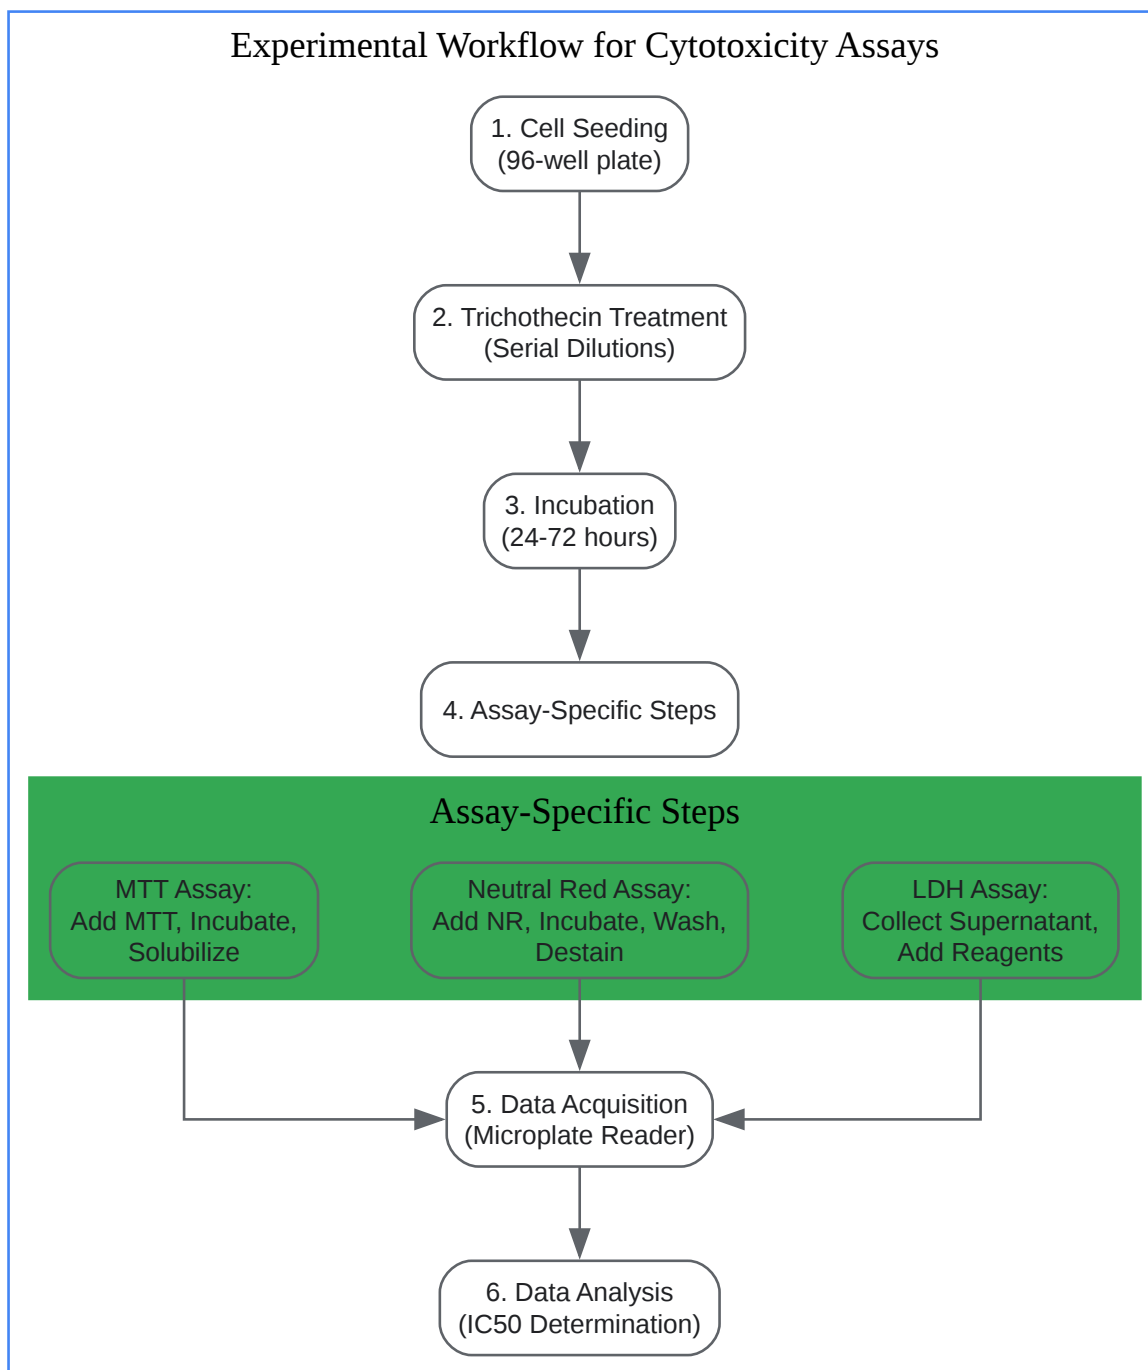 Experimental Workflow for Cytotoxicity Assays
1. Cell Seeding
(96-well plate)
2. Trichothecin Treatment
(Serial Dilutions)
3. Incubation
(24-72 hours)
4. Assay-Specific Steps
Assay-Specific Steps
MTT Assay:
Add MTT, Incubate,
Solubilize
Neutral Red Assay:
Add NR, Incubate, Wash,
Destain
LDH Assay:
Collect Supernatant,
Add Reagents
5. Data Acquisition
(Microplate Reader)
6. Data Analysis
(IC50 Determination)